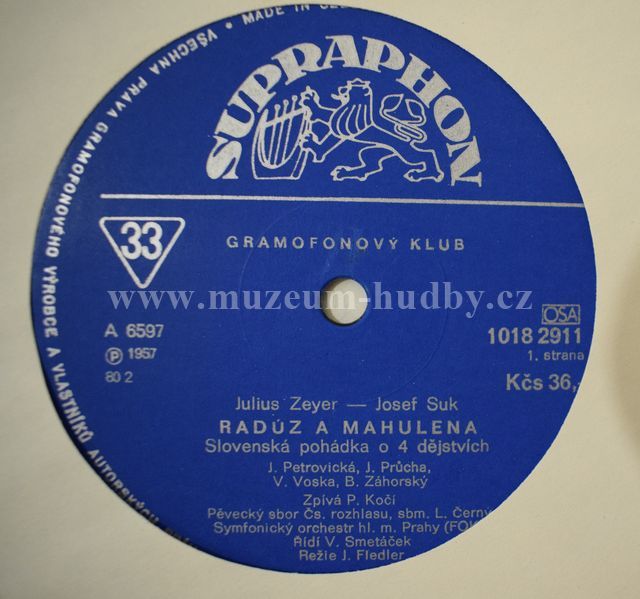 MADE IN
VŠECHNA PRÁVA GRAMOFONOVÉHO VÝROBCE A VLASTNÍKŮ AUTORSKÝCH
SUPRAPHON
33
GRAMOFONOVÝ KLUB
www.muzeum-hudby.cz
A 6597
Ⓟ 1957
80 2
OSA
1018 2911
1. strana
Kčs 36,
Julius Zeyer — Josef Suk
RADÚZ A MAHULENA
Slovenská pohádka o 4 dějstvích
J. Petrovická, J. Průcha,
V. Voska, B. Záhorský
Zpívá P. Kočí
Pěvecký sbor Čs. rozhlasu, sbm. L. Černý
Symfonický orchestr hl. m. Prahy (FOK
Řídí V. Smetáček
Režie J. Fiedler